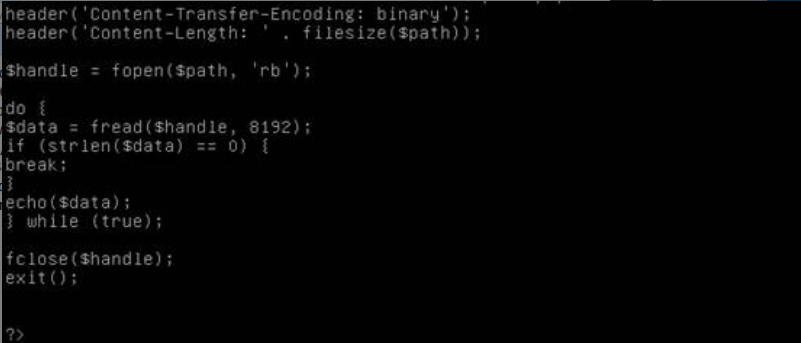 header('Content-Transfer-Encoding: binary');
header('Content-Length: ' . filesize($path));
$handle = fopen($path, 'rb');
do {
$data = fread($handle, 8192);
if (strlen($data) == 0) {
break;
}
echo($data);
} while (true);
fclose($handle);
exit();
?>